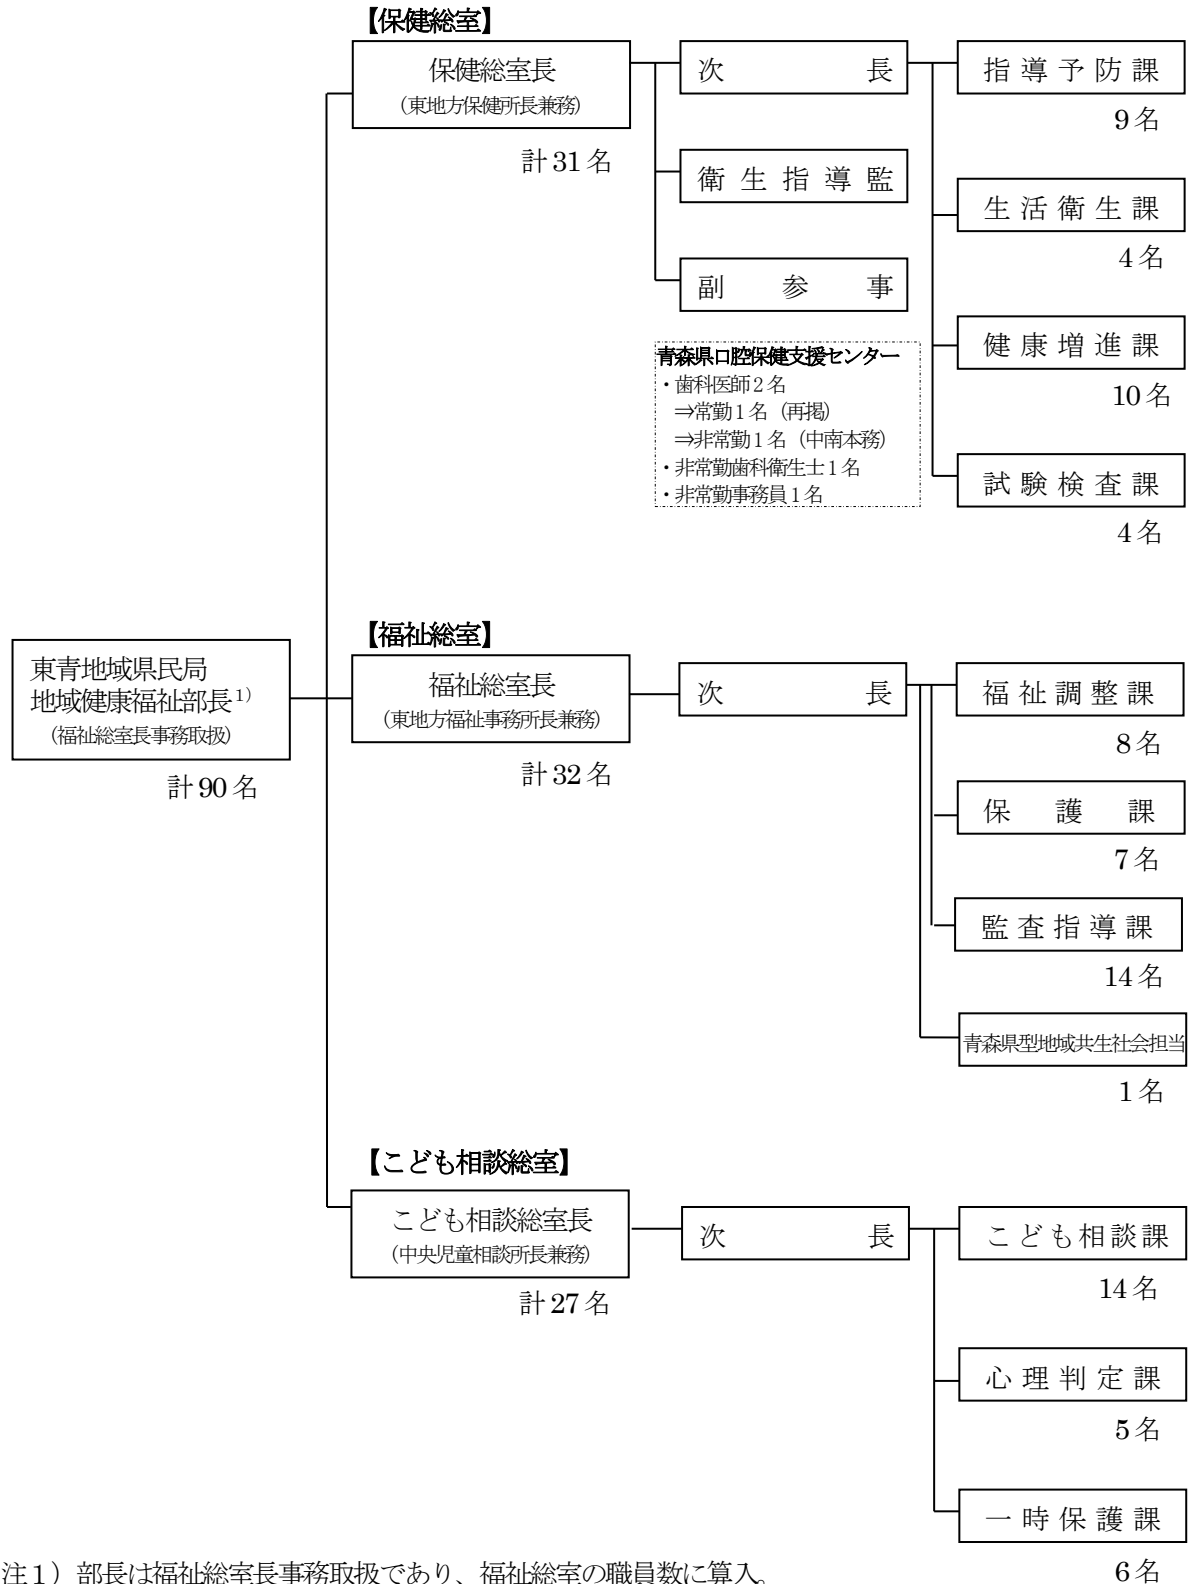 【保健総室】
保健総室長
(東地方保健所長兼務)
計31名
次長
衛生指導監
副参事
指導予防課
9名
生活衛生課
4名
健康増進課
10名
試験検査課
4名
青森県口腔保健支援センター
・歯科医師2名
⇒常勤1名（再掲）
⇒非常勤1名（中南本務）
・非常勤歯科衛生士1名
・非常勤事務員1名
東青地域県民局
地域健康福祉部長1)
(福祉総室長事務取扱)
計90名
【福祉総室】
福祉総室長
(東地方福祉事務所長兼務)
計32名
次長
福祉調整課
8名
保護課
7名
監査指導課
14名
青森県型地域共生社会担当
1名
【こども相談総室】
こども相談総室長
(中央児童相談所長兼務)
計27名
次長
こども相談課
14名
心理判定課
5名
一時保護課
6名
注1）部長は福祉総室長事務取扱であり、福祉総室の職員数に算入。